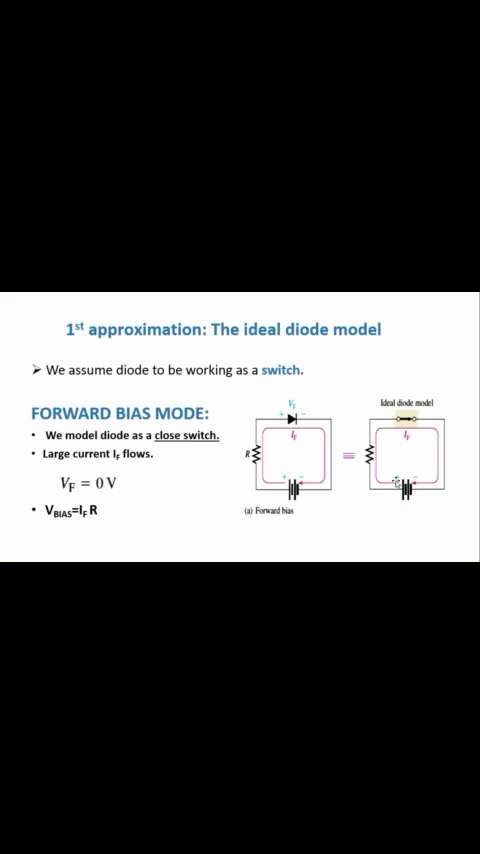 1st approximation: The ideal diode model
➤ We assume diode to be working as a switch.
FORWARD BIAS MODE:
• We model diode as a close switch.
• Large current IF flows.
VF = 0 V
• VBIAS=IF R
VF
+ −
IF
R
+ −
(a) Forward bias
≡
Ideal diode model
IF
+ −